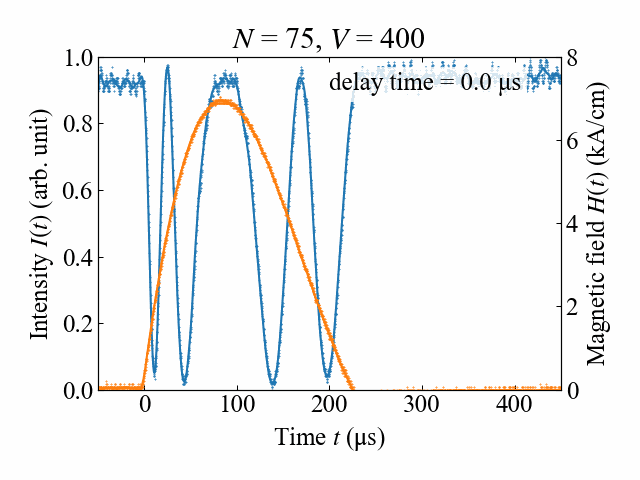 N = 75, V = 400
delay time = 0.0 µs
1.0
0.8
0.6
0.4
0.2
0.0
Intensity I(t) (arb. unit)
8
6
4
2
0
Magnetic field H(t) (kA/cm)
0 100 200 300 400
Time t (µs)